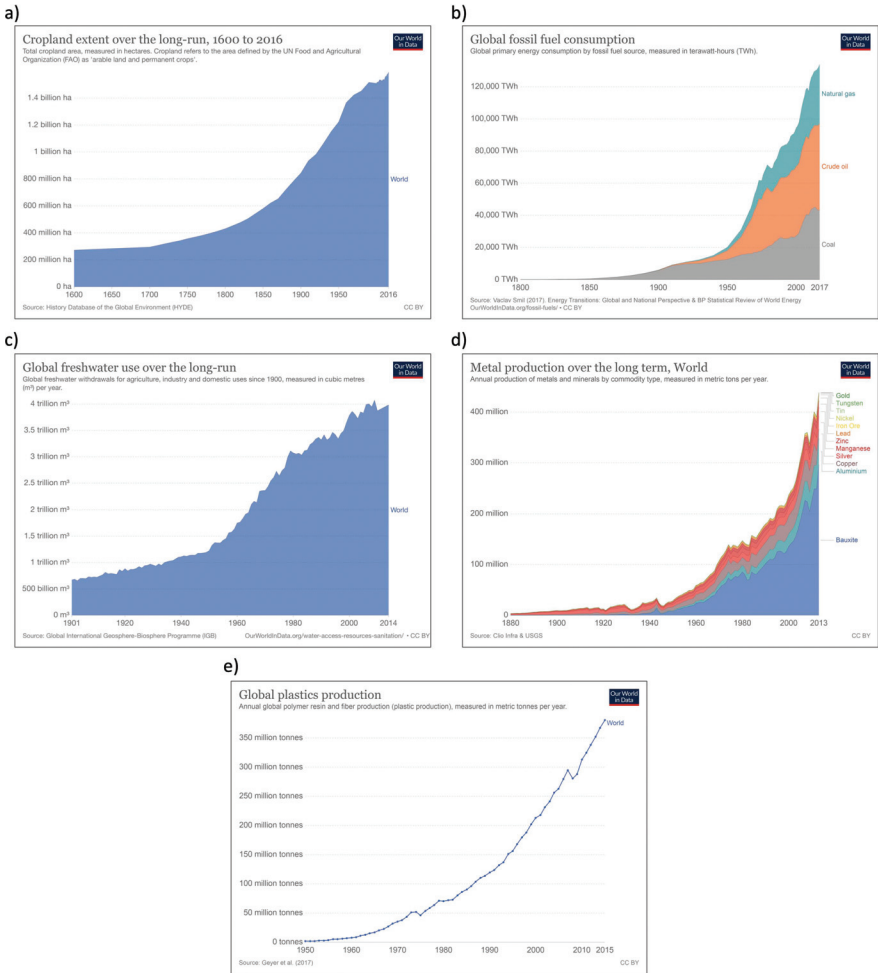 a)
Cropland extent over the long-run, 1600 to 2016
Our World
in Data
Total cropland area, measured in hectares. Cropland refers to the area defined by the UN Food and Agricultural
Organization (FAO) as 'arable land and permanent crops'.
1.4 billion ha
1.2 billion ha
1 billion ha
800 million ha
600 million ha
400 million ha
200 million ha
0 ha
World
1600 1650 1700 1750 1800 1850 1900 1950 2016
Source: History Database of the Global Environment (HYDE) CC BY
b)
Global fossil fuel consumption
Our World
in Data
Global primary energy consumption by fossil fuel source, measured in terawatt-hours (TWh).
120,000 TWh
100,000 TWh
80,000 TWh
60,000 TWh
40,000 TWh
20,000 TWh
0 TWh
Natural gas
Crude oil
Coal
1800 1850 1900 1950 2000 2017
Source: Vaclav Smil (2017). Energy Transitions: Global and National Perspective & BP Statistical Review of World Energy
OurWorldInData.org/fossil-fuels/ • CC BY
c)
Global freshwater use over the long-run
Our World
in Data
Global freshwater withdrawals for agriculture, industry and domestic uses since 1900, measured in cubic metres
(m³) per year.
4 trillion m³
3.5 trillion m³
3 trillion m³
2.5 trillion m³
2 trillion m³
1.5 trillion m³
1 trillion m³
500 billion m³
0 m³
World
1901 1920 1940 1960 1980 2000 2014
Source: Global International Geosphere-Biosphere Programme (IGB) OurWorldInData.org/water-access-resources-sanitation/ • CC BY
d)
Metal production over the long term, World
Our World
in Data
Annual production of metals and minerals by commodity type, measured in metric tons per year.
400 million
300 million
200 million
100 million
0
Gold
Tungsten
Tin
Nickel
Iron Ore
Lead
Zinc
Manganese
Silver
Copper
Aluminium
Bauxite
1880 1900 1920 1940 1960 1980 2000 2013
Source: Clio Infra & USGS CC BY
e)
Global plastics production
Our World
in Data
Annual global polymer resin and fiber production (plastic production), measured in metric tonnes per year.
World
350 million tonnes
300 million tonnes
250 million tonnes
200 million tonnes
150 million tonnes
100 million tonnes
50 million tonnes
0 tonnes
1950 1960 1970 1980 1990 2000 2010 2015
Source: Geyer et al. (2017) CC BY